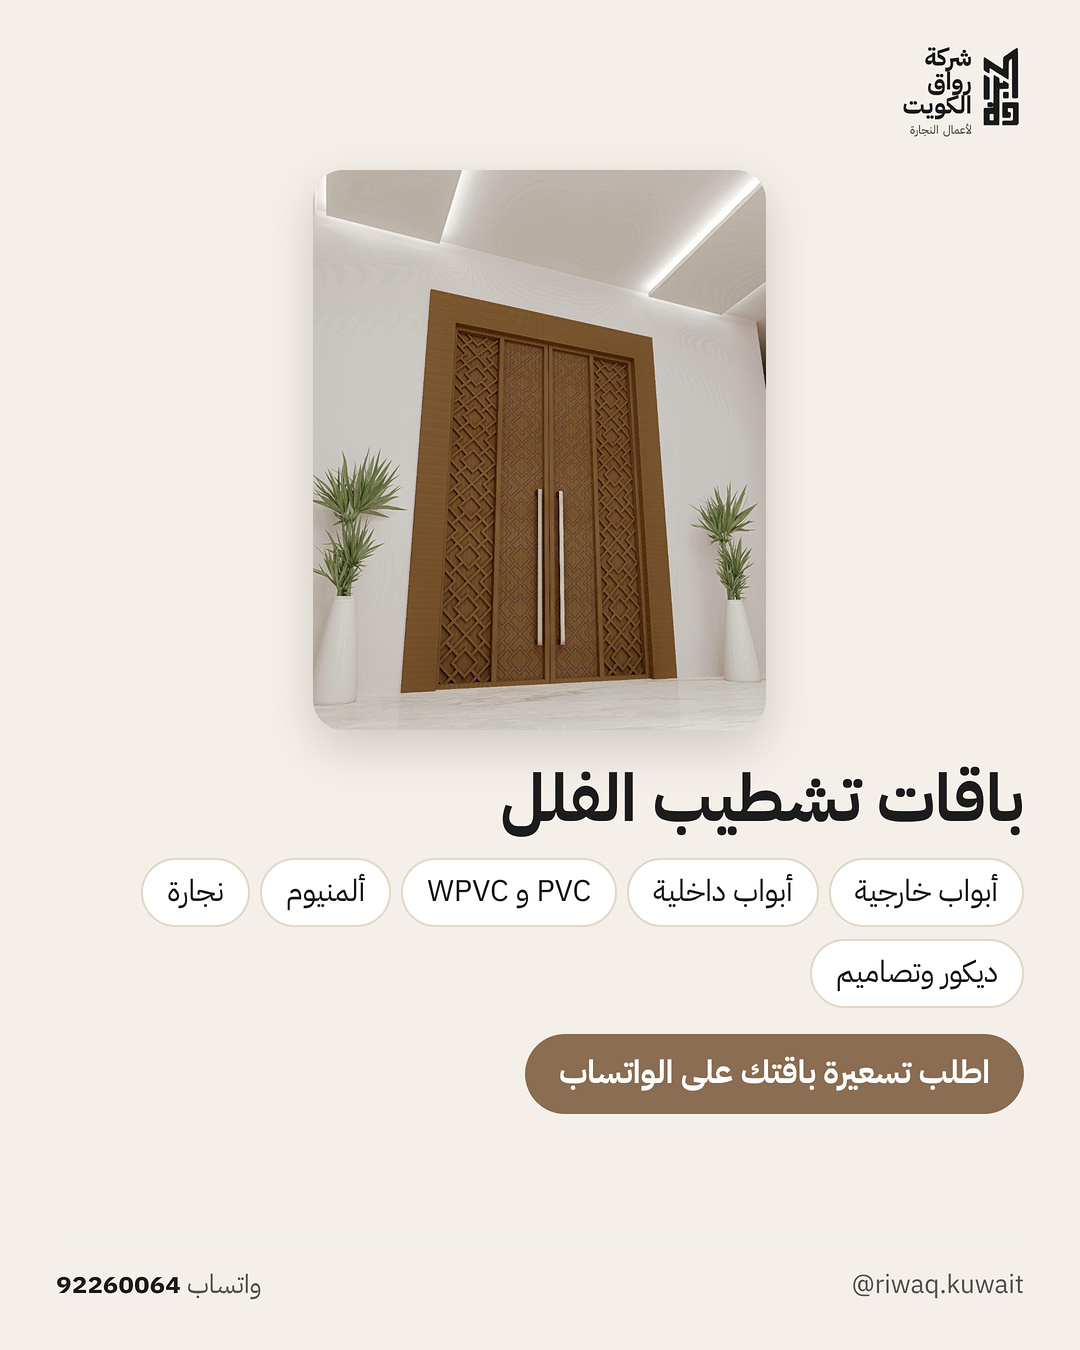 شركة
رواق
الكويت
لأعمال النجارة
باقات تشطيب الفلل
أبواب خارجية
أبواب داخلية
PVC و WPVC
ألمنيوم
نجارة
ديكور وتصاميم
اطلب تسعيرة باقتك على الواتساب
@riwaq.kuwait
واتساب 92260064